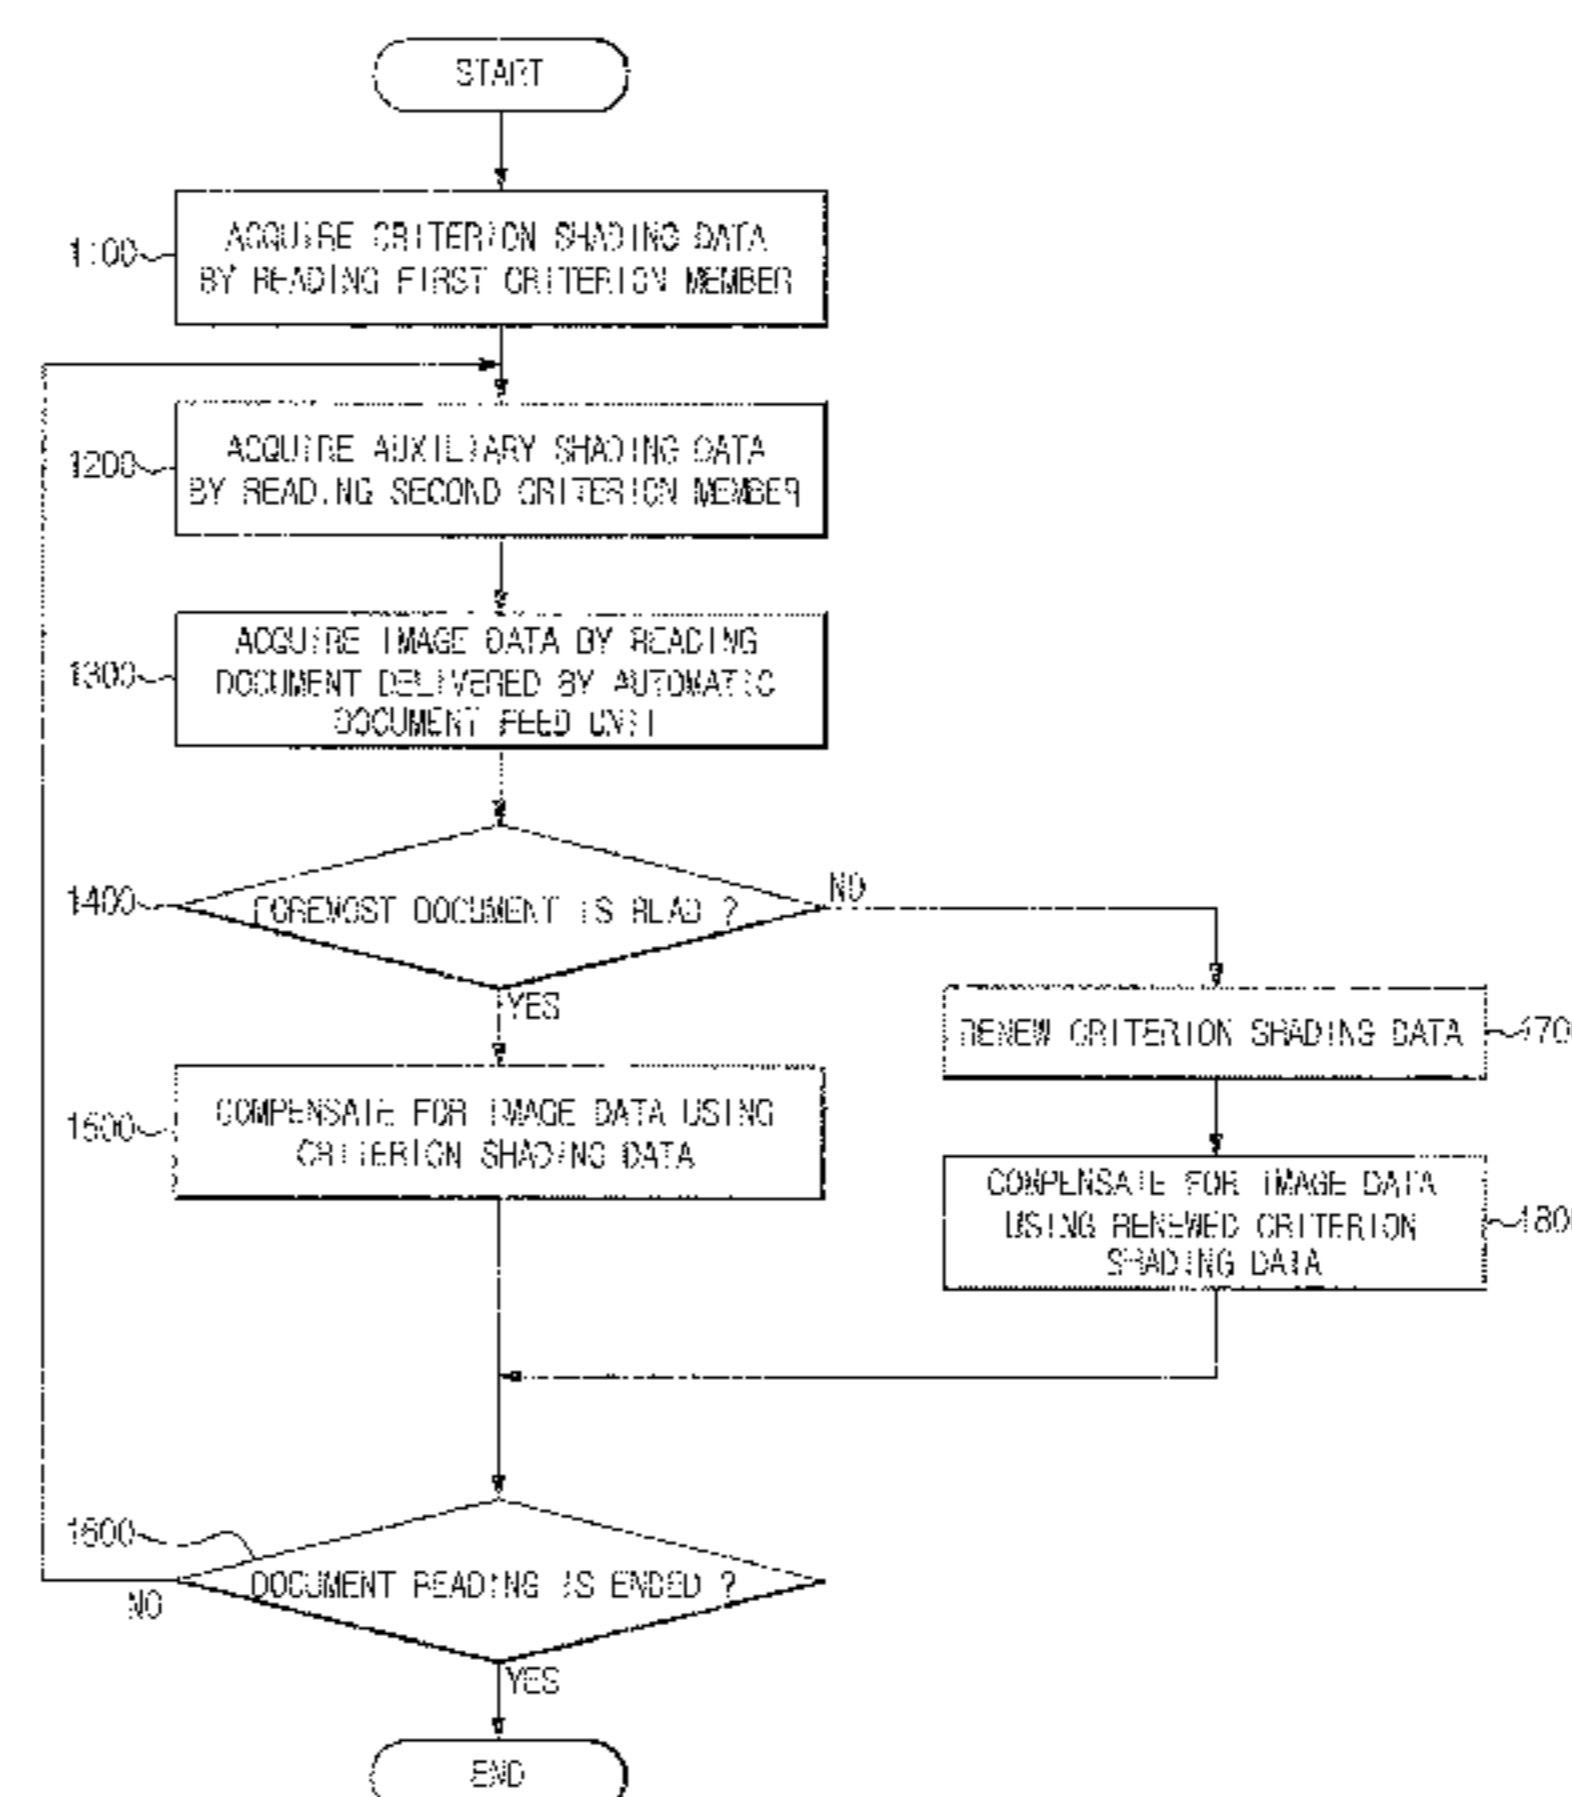 START
1100
ACQUIRE CRITERION SHADING DATA
BY READING FIRST CRITERION MEMBER
1200
ACQUIRE AUXILIARY SHADING DATA
BY READING SECOND CRITERION MEMBER
1300
ACQUIRE IMAGE DATA BY READING
DOCUMENT DELIVERED BY AUTOMATIC
DOCUMENT FEED UNIT
1400
FOREMOST DOCUMENT IS READ ?
NO
YES
RENEW CRITERION SHADING DATA
170
1500
COMPENSATE FOR IMAGE DATA USING
CRITERION SHADING DATA
COMPENSATE FOR IMAGE DATA
USING RENEWED CRITERION
SHADING DATA
180
1600
DOCUMENT READING IS ENDED ?
NO
YES
END